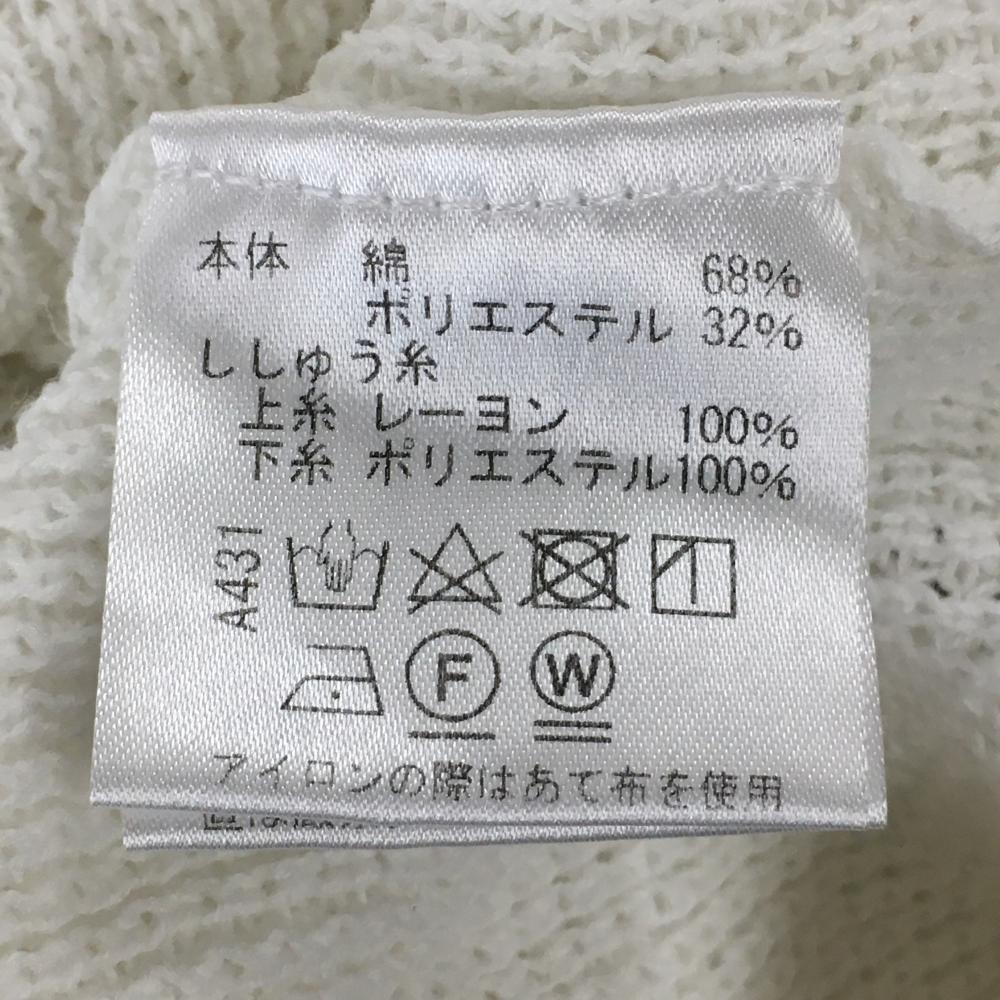 本体 綿 68%
ポリエステル 32%
ししゅう糸
上糸 レーヨン 100%
下糸 ポリエステル100%
A431
F W
アイロンの際はあて布を使用